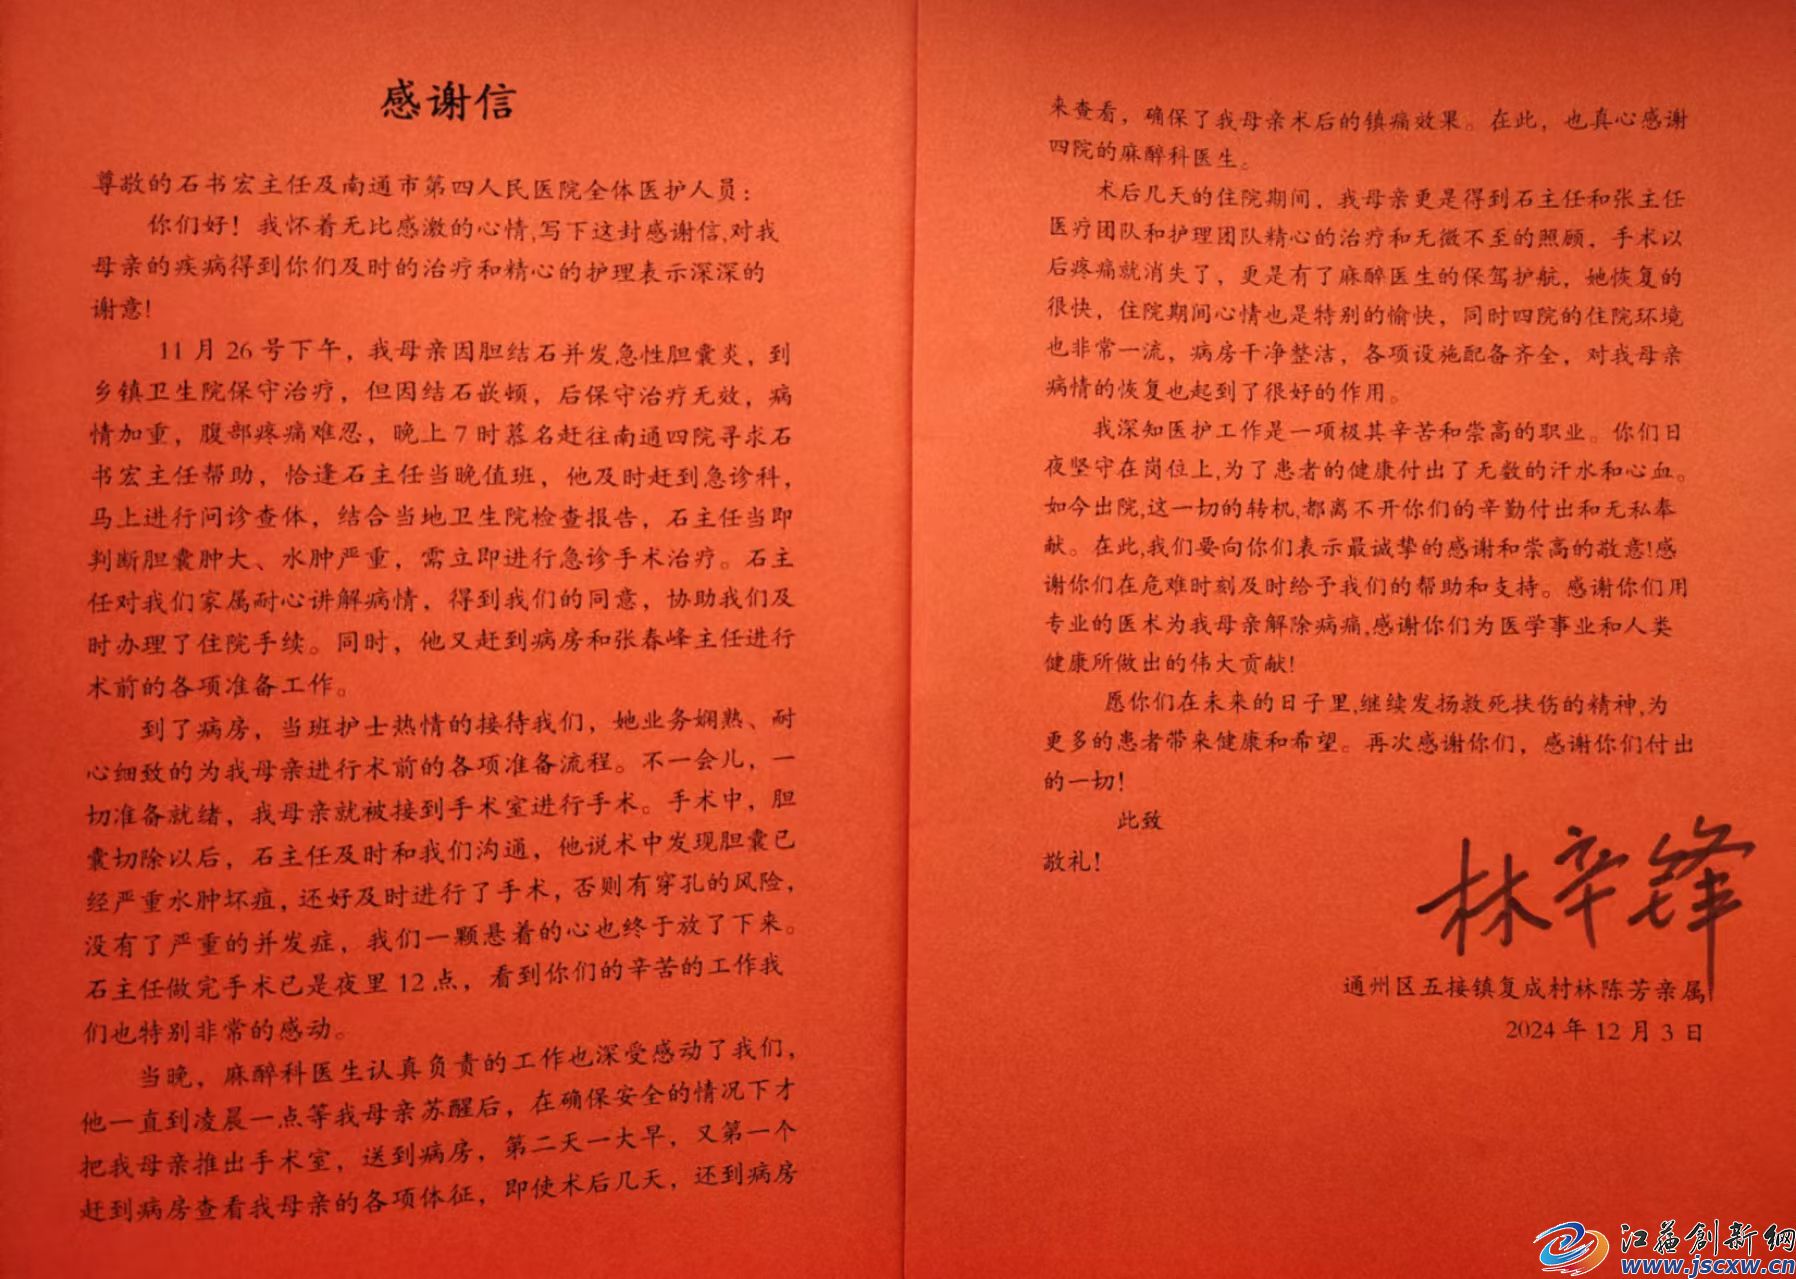 感谢信
尊敬的石书宏主任及南通市第四人民医院全体医护人员：
你们好！我怀着无比感激的心情,写下这封感谢信,对我
母亲的疾病得到你们及时的治疗和精心的护理表示深深的
谢意!
11月26号下午，我母亲因胆结石并发急性胆囊炎，到
乡镇卫生院保守治疗，但因结石嵌顿，后保守治疗无效，病
情加重，腹部疼痛难忍，晚上7时慕名赶往南通四院寻求石
书宏主任帮助，恰逢石主任当晚值班，他及时赶到急诊科，
马上进行问诊查体，结合当地卫生院检查报告，石主任当即
判断胆囊肿大、水肿严重，需立即进行急诊手术治疗。石主
任对我们家属耐心讲解病情，得到我们的同意，协助我们及
时办理了住院手续。同时，他又赶到病房和张春峰主任进行
术前的各项准备工作。
到了病房，当班护士热情的接待我们，她业务娴熟、耐
心细致的为我母亲进行术前的各项准备流程。不一会儿，一
切准备就绪，我母亲就被接到手术室进行手术。手术中，胆
囊切除以后，石主任及时和我们沟通，他说术中发现胆囊已
经严重水肿坏疽，还好及时进行了手术，否则有穿孔的风险，
没有了严重的并发症，我们一颗悬着的心也终于放了下来。
石主任做完手术已是夜里12点，看到你们的辛苦的工作我
们也特别非常的感动。
当晚，麻醉科医生认真负责的工作也深受感动了我们，
他一直到凌晨一点等我母亲苏醒后，在确保安全的情况下才
把我母亲推出手术室，送到病房，第二天一大早，又第一个
赶到病房查看我母亲的各项体征，即使术后几天，还到病房
来查看，确保了我母亲术后的镇痛效果。在此，也真心感谢
四院的麻醉科医生。
术后几天的住院期间，我母亲更是得到石主任和张主任
医疗团队和护理团队精心的治疗和无微不至的照顾，手术以
后疼痛就消失了，更是有了麻醉医生的保驾护航，她恢复的
很快，住院期间心情也是特别的愉快，同时四院的住院环境
也非常一流，病房干净整洁，各项设施配备齐全，对我母亲
病情的恢复也起到了很好的作用。
我深知医护工作是一项极其辛苦和崇高的职业。你们日
夜坚守在岗位上,为了患者的健康付出了无数的汗水和心血。
如今出院,这一切的转机,都离不开你们的辛勤付出和无私奉
献。在此,我们要向你们表示最诚挚的感谢和崇高的敬意!感
谢你们在危难时刻及时给予我们的帮助和支持。感谢你们用
专业的医术为我母亲解除病痛,感谢你们为医学事业和人类
健康所做出的伟大贡献!
愿你们在未来的日子里,继续发扬救死扶伤的精神,为
更多的患者带来健康和希望。再次感谢你们，感谢你们付出
的一切!
此致
敬礼!
林辛锋
通州区五接镇复成村林陈芳亲属
2024年12月3日
江苏创新网
www.jscxw.cn